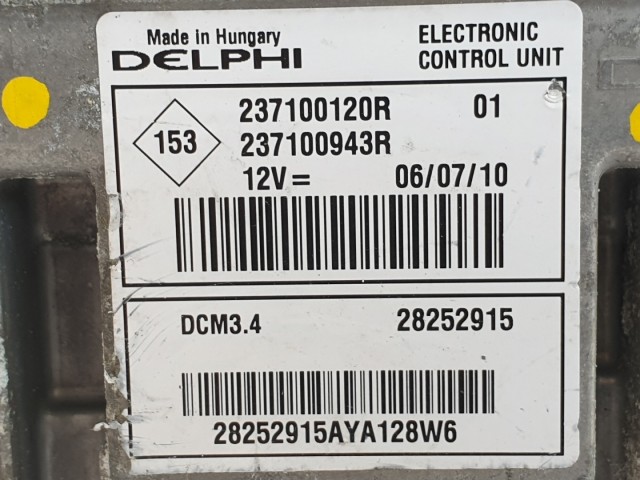 Made in Hungary
DELPHI
ELECTRONIC
CONTROL UNIT
153
237100120R 01
237100943R
12V= 06/07/10
DCM3.4 28252915
28252915AYA128W6